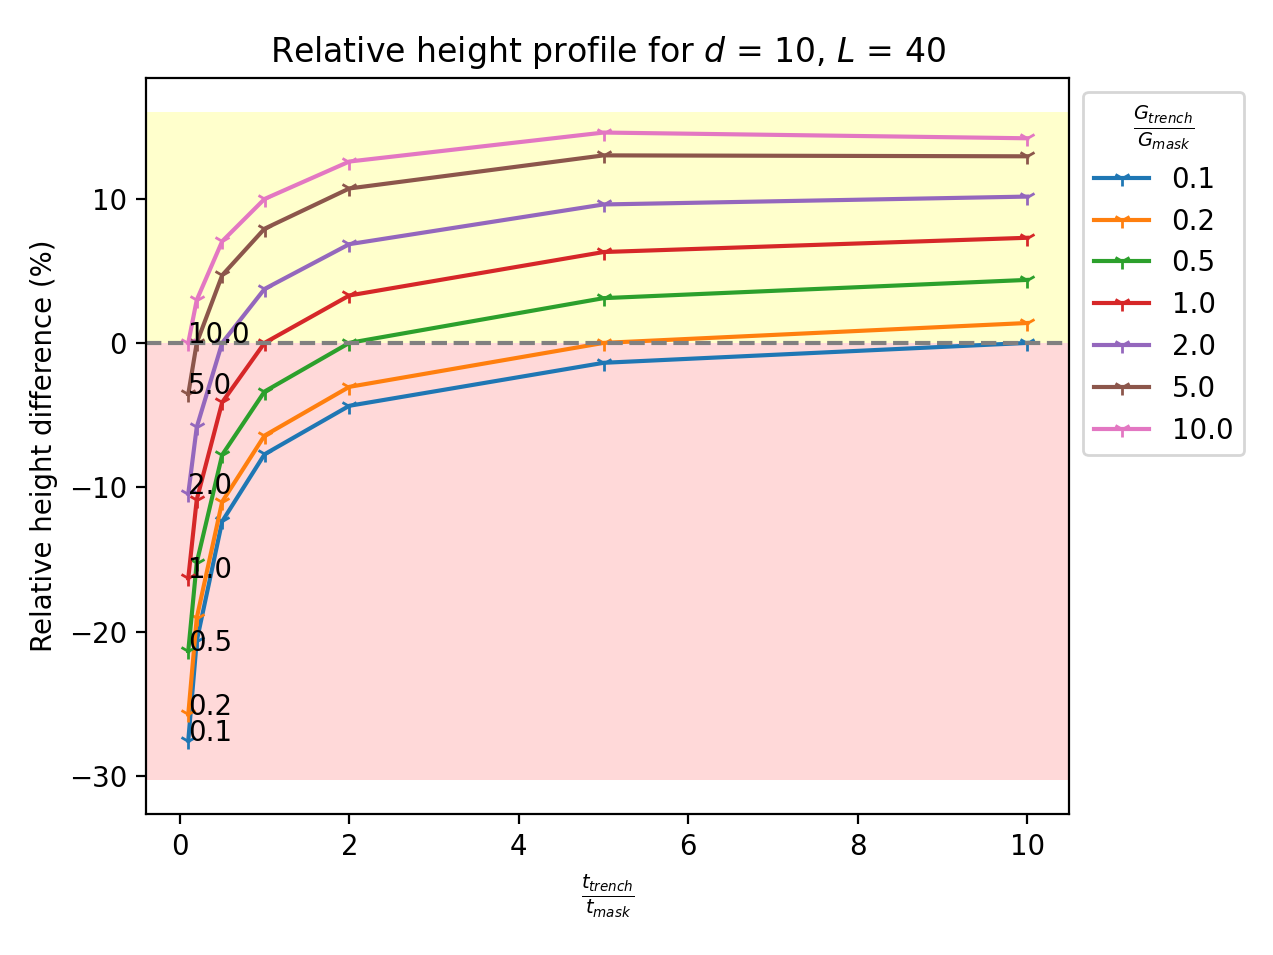 Relative height profile for d = 10, L = 40
Relative height difference (%)
10
0
−10
−20
−30
10.0
5.0
2.0
1.0
0.5
0.2
0.1
0 2 4 6 8 10
t_trench
t_mask
G_trench
G_mask
0.1
0.2
0.5
1.0
2.0
5.0
10.0